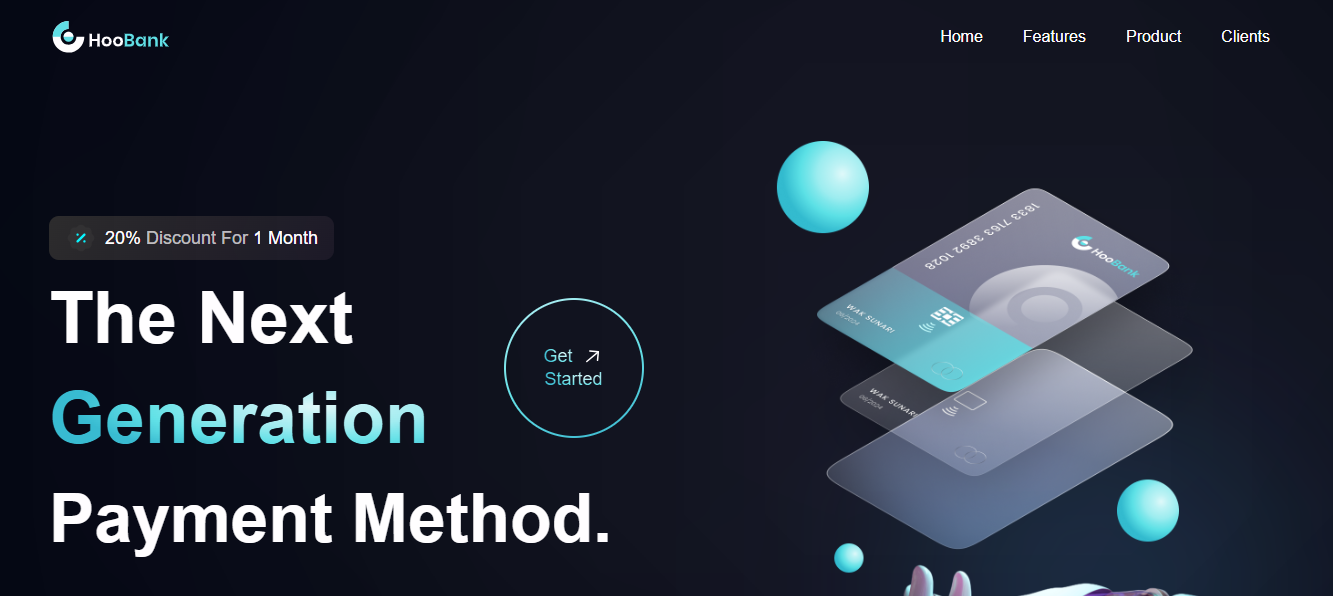 HooBank
Home Features Product Clients
20% Discount For 1 Month
The Next
Generation
Payment Method.
Get
Started
1833 7163 3892 1028
HooBank
WAK SUNARI
06/2024
WAK SUNARI
06/2024